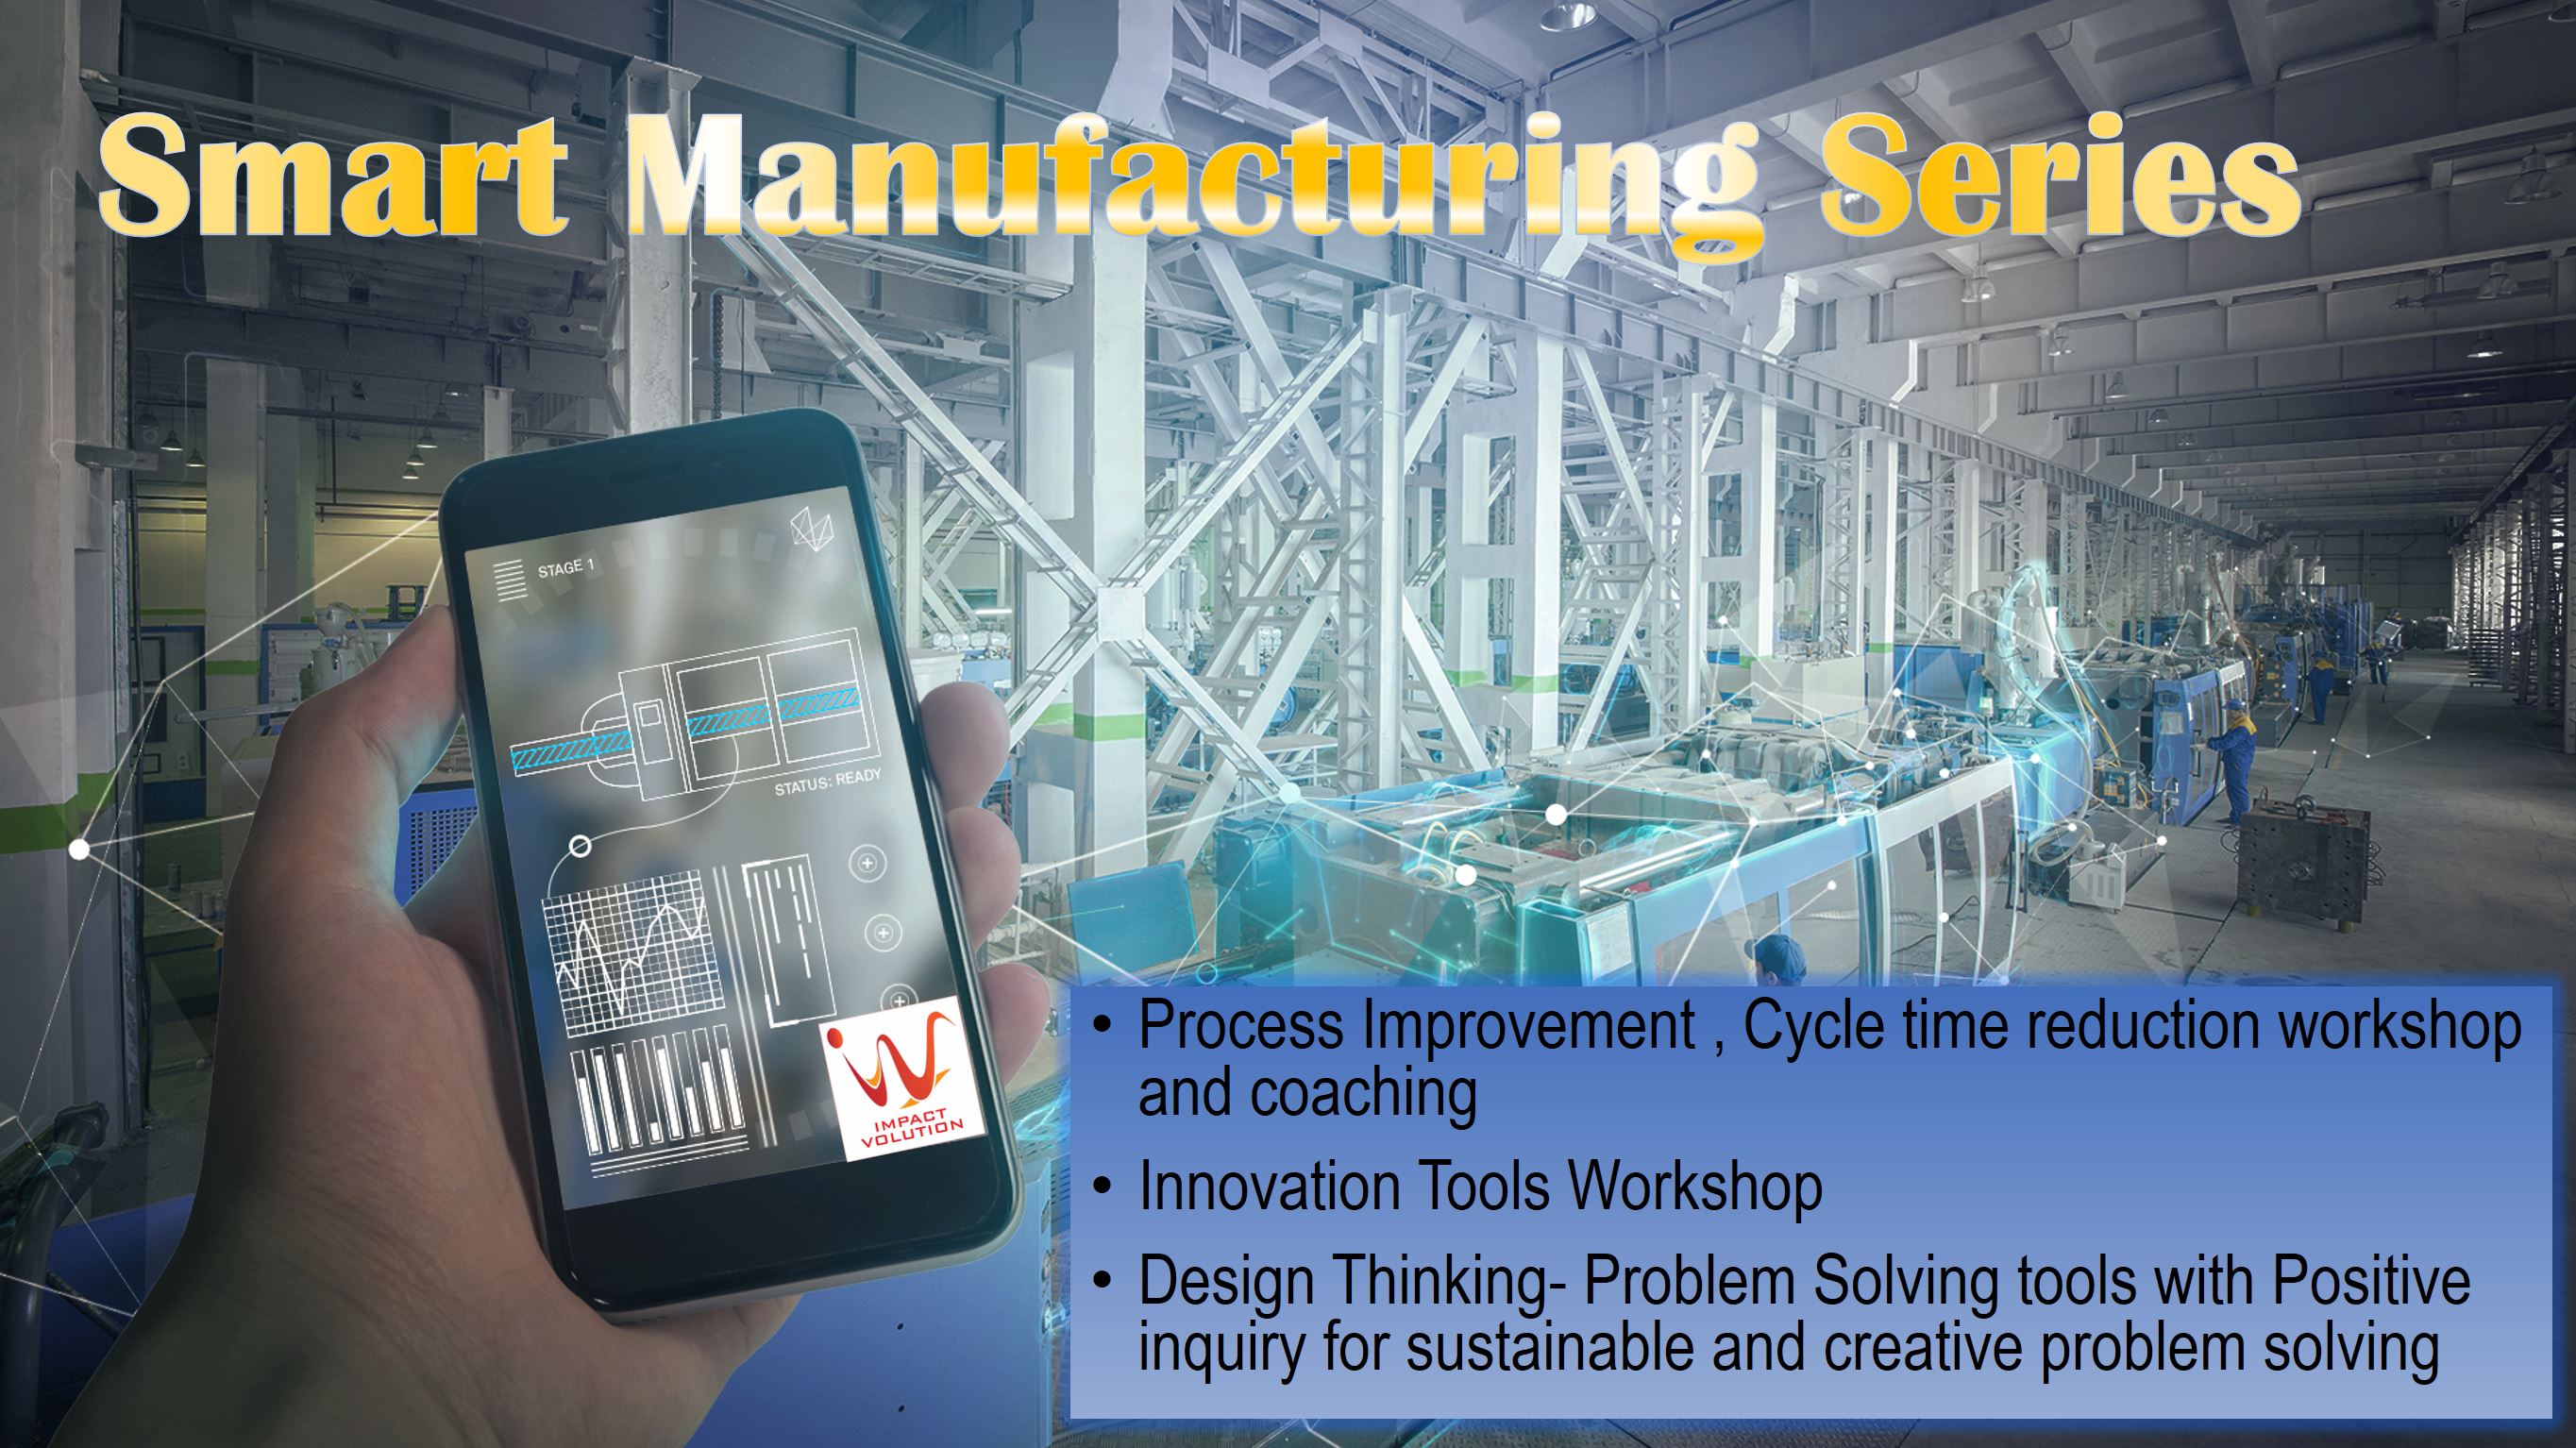 Smart Manufacturing Series
STAGE 1
STATUS: READY
IMPACT
VOLUTION
• Process Improvement , Cycle time reduction workshop
and coaching
• Innovation Tools Workshop
• Design Thinking- Problem Solving tools with Positive
inquiry for sustainable and creative problem solving